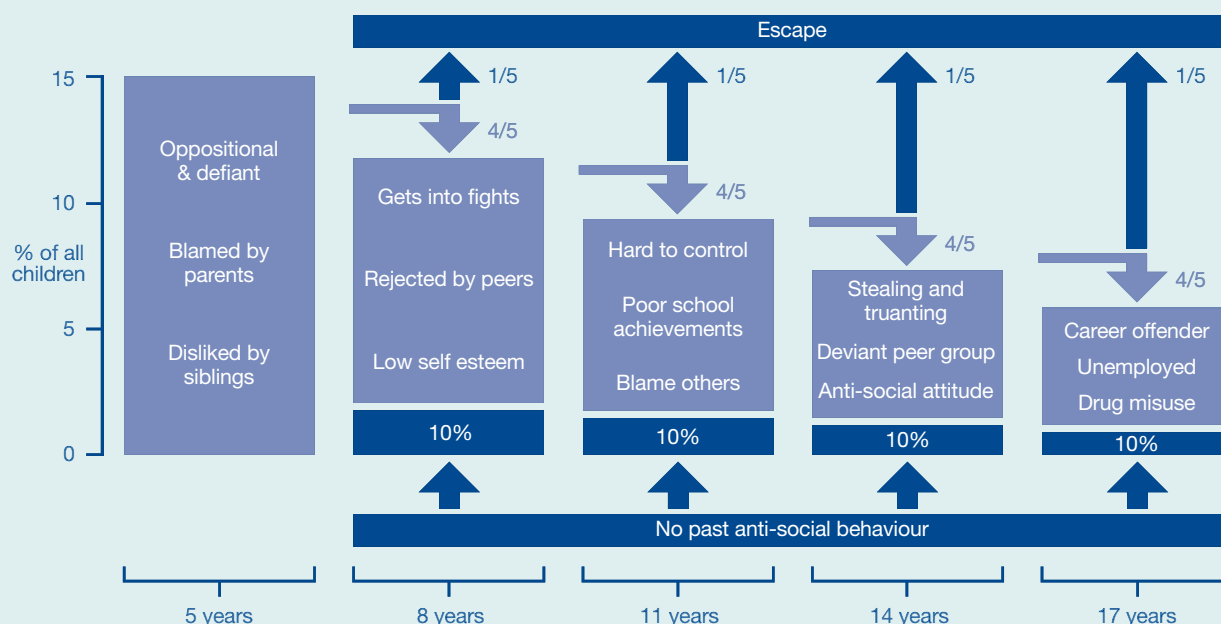 Escape
15
10
% of all
children
5
0
Oppositional
& defiant
Blamed by
parents
Disliked by
siblings
1/5
4/5
Gets into fights
Rejected by peers
Low self esteem
10%
1/5
4/5
Hard to control
Poor school
achievements
Blame others
10%
1/5
4/5
Stealing and
truanting
Deviant peer group
Anti-social attitude
10%
1/5
4/5
Career offender
Unemployed
Drug misuse
10%
No past anti-social behaviour
5 years
8 years
11 years
14 years
17 years